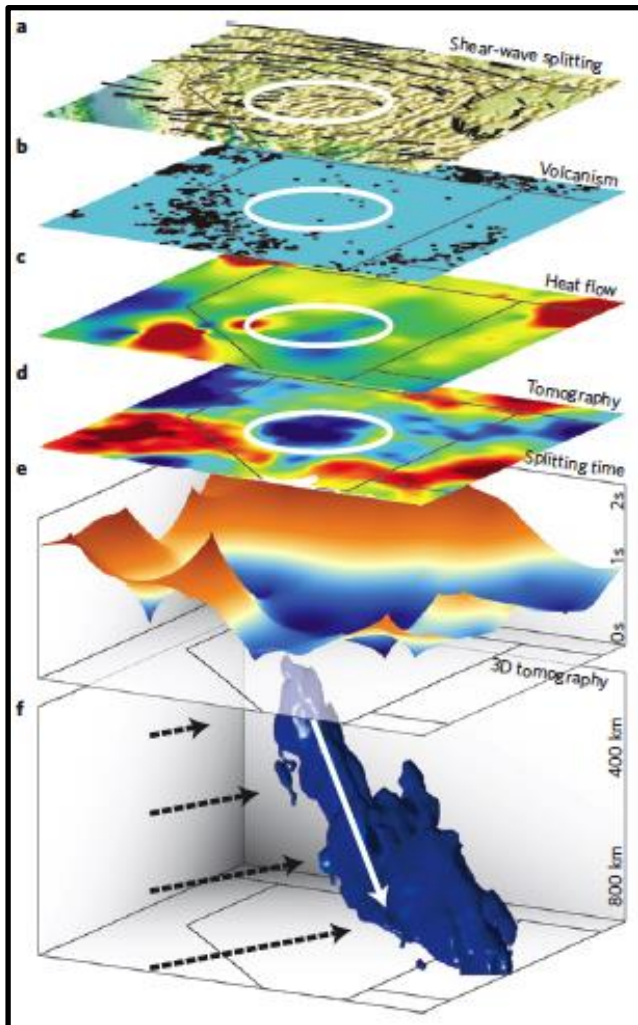 a
Shear-wave splitting
b
Volcanism
c
Heat flow
d
Tomography
e
Splitting time
2s
1s
0s
3D tomography
f
400 km
800 km